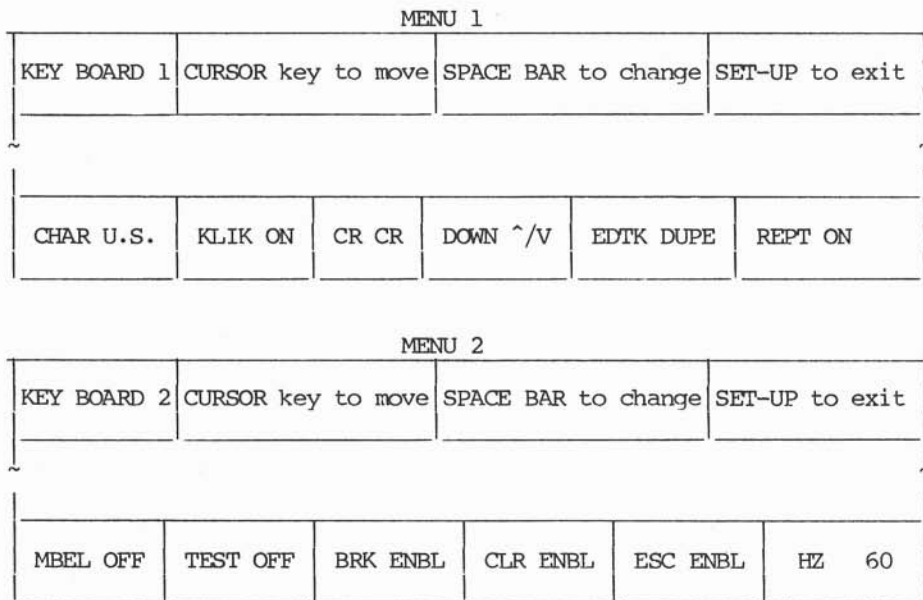 MENU 1
KEY BOARD 1 CURSOR key to move SPACE BAR to change SET-UP to exit
CHAR U.S. KLIK ON CR CR DOWN ^/V EDTK DUPE REPT ON
MENU 2
KEY BOARD 2 CURSOR key to move SPACE BAR to change SET-UP to exit
MBEL OFF TEST OFF BRK ENBL CLR ENBL ESC ENBL HZ 60